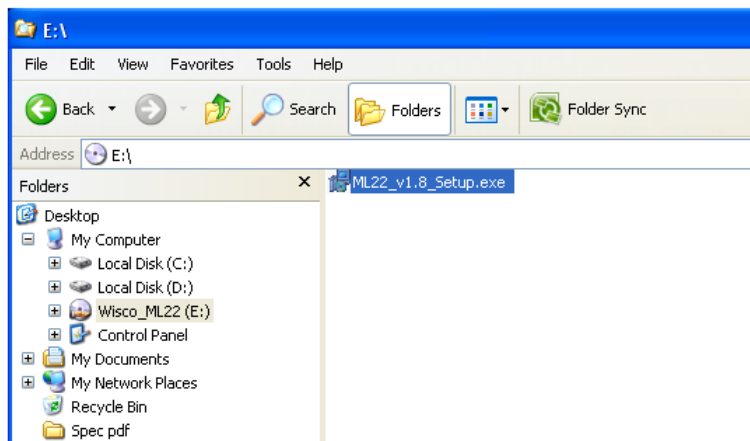 E:\
File Edit View Favorites Tools Help
Back Search Folders Folder Sync
Address E:\
Folders x ML22_v1.8_Setup.exe
Desktop
My Computer
Local Disk (C:)
Local Disk (D:)
Wisco_ML22 (E:)
Control Panel
My Documents
My Network Places
Recycle Bin
Spec pdf